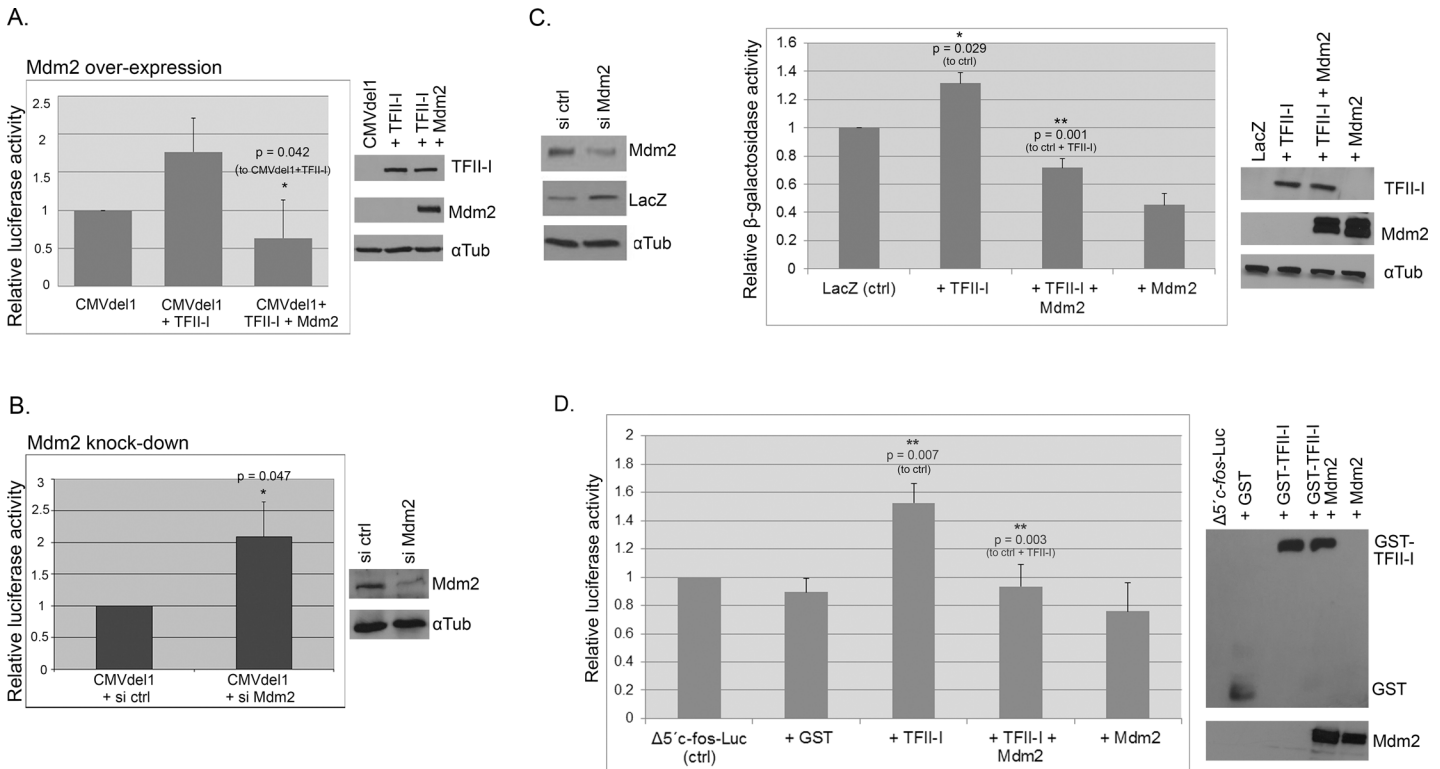 A.
Mdm2 over-expression
Relative luciferase activity
2.5
2
1.5
1
0.5
0
p = 0.042
(to CMVdel1+TFII-I)
*
CMVdel1
CMVdel1
+ TFII-I
CMVdel1+
TFII-I + Mdm2
CMVdel1
+ TFII-I
+ TFII-I
+ Mdm2
TFII-I
Mdm2
αTub
B.
Mdm2 knock-down
Relative luciferase activity
3
2.5
2
1.5
1
0.5
0
p = 0.047
*
CMVdel1
+ si ctrl
CMVdel1
+ si Mdm2
si ctrl
si Mdm2
Mdm2
αTub
C.
si ctrl
si Mdm2
Mdm2
LacZ
αTub
Relative β-galactosidase activity
1.6
1.4
1.2
1
0.8
0.6
0.4
0.2
0
*
p = 0.029
(to ctrl)
**
p = 0.001
(to ctrl + TFII-I)
LacZ (ctrl)
+ TFII-I
+ TFII-I +
Mdm2
+ Mdm2
LacZ
+ TFII-I
+ TFII-I + Mdm2
+ Mdm2
TFII-I
Mdm2
αTub
D.
Relative luciferase activity
2
1.8
1.6
1.4
1.2
1
0.8
0.6
0.4
0.2
0
**
p = 0.007
(to ctrl)
**
p = 0.003
(to ctrl + TFII-I)
Δ5´c-fos-Luc
(ctrl)
+ GST
+ TFII-I
+ TFII-I +
Mdm2
+ Mdm2
Δ5´c-fos-Luc
+ GST
+ GST-TFII-I
+ GST-TFII-I
+ Mdm2
+ Mdm2
GST-
TFII-I
GST
Mdm2